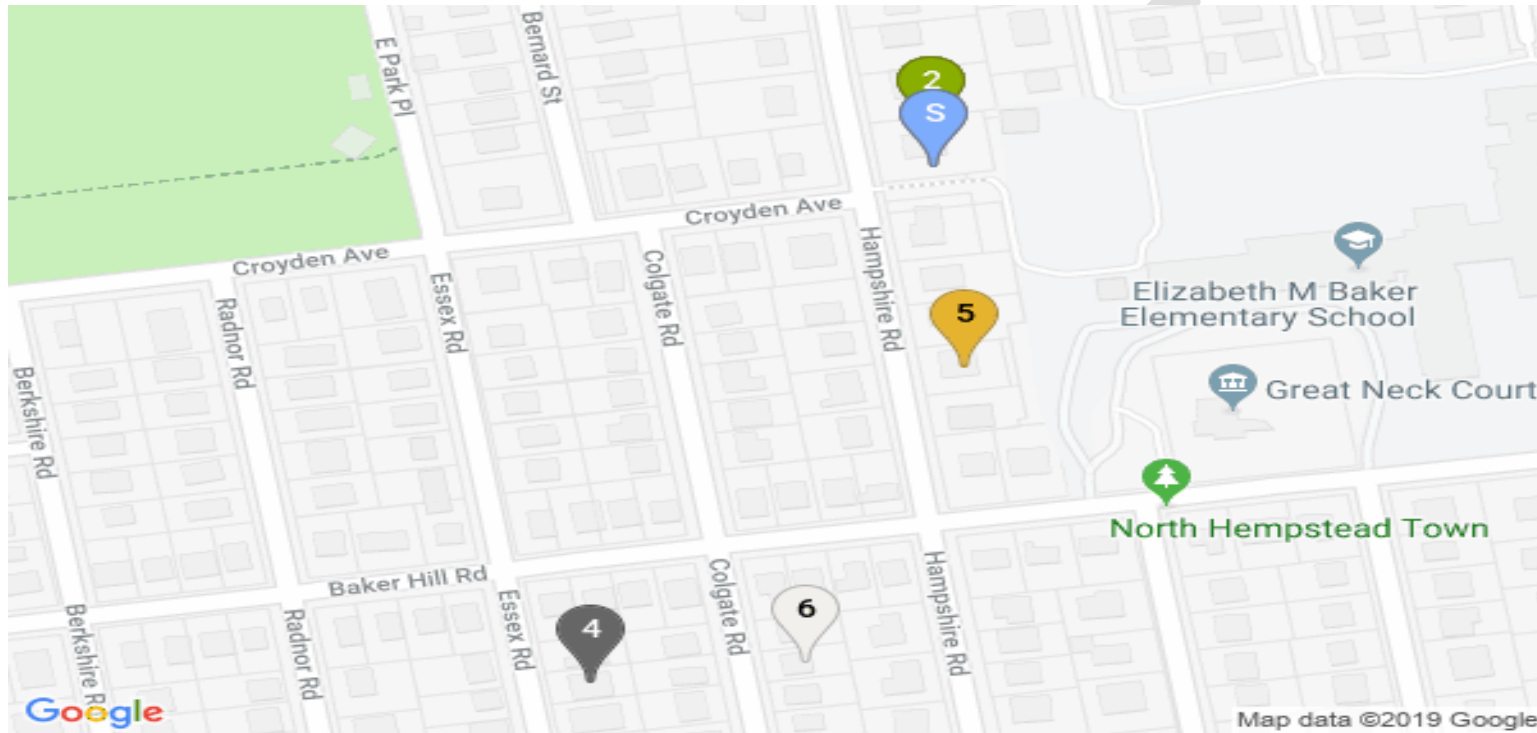 E Park Pl
Bernard St
2
S
Croyden Ave
Croyden Ave
Hampshire Rd
Colgate Rd
Essex Rd
Radnor Rd
Berkshire Rd
5
Elizabeth M Baker
Elementary School
Great Neck Court
North Hempstead Town
Baker Hill Rd
Colgate Rd
Hampshire Rd
Essex Rd
Radnor Rd
Berkshire R
4
6
Google
Map data ©2019 Google